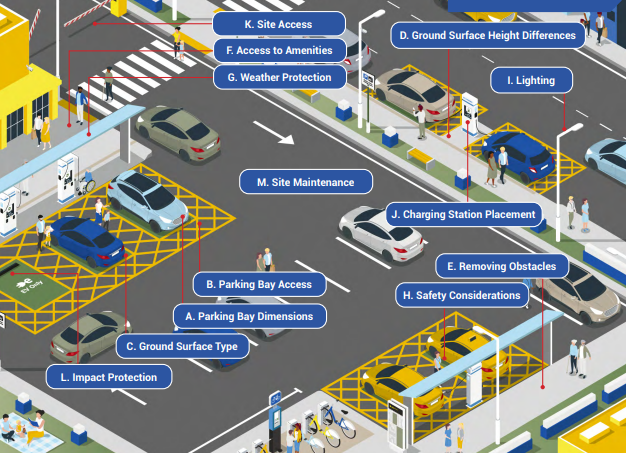 K. Site Access
F. Access to Amenities
D. Ground Surface Height Differences
G. Weather Protection
I. Lighting
M. Site Maintenance
J. Charging Station Placement
E. Removing Obstacles
B. Parking Bay Access
H. Safety Considerations
EV Only
A. Parking Bay Dimensions
C. Ground Surface Type
L. Impact Protection